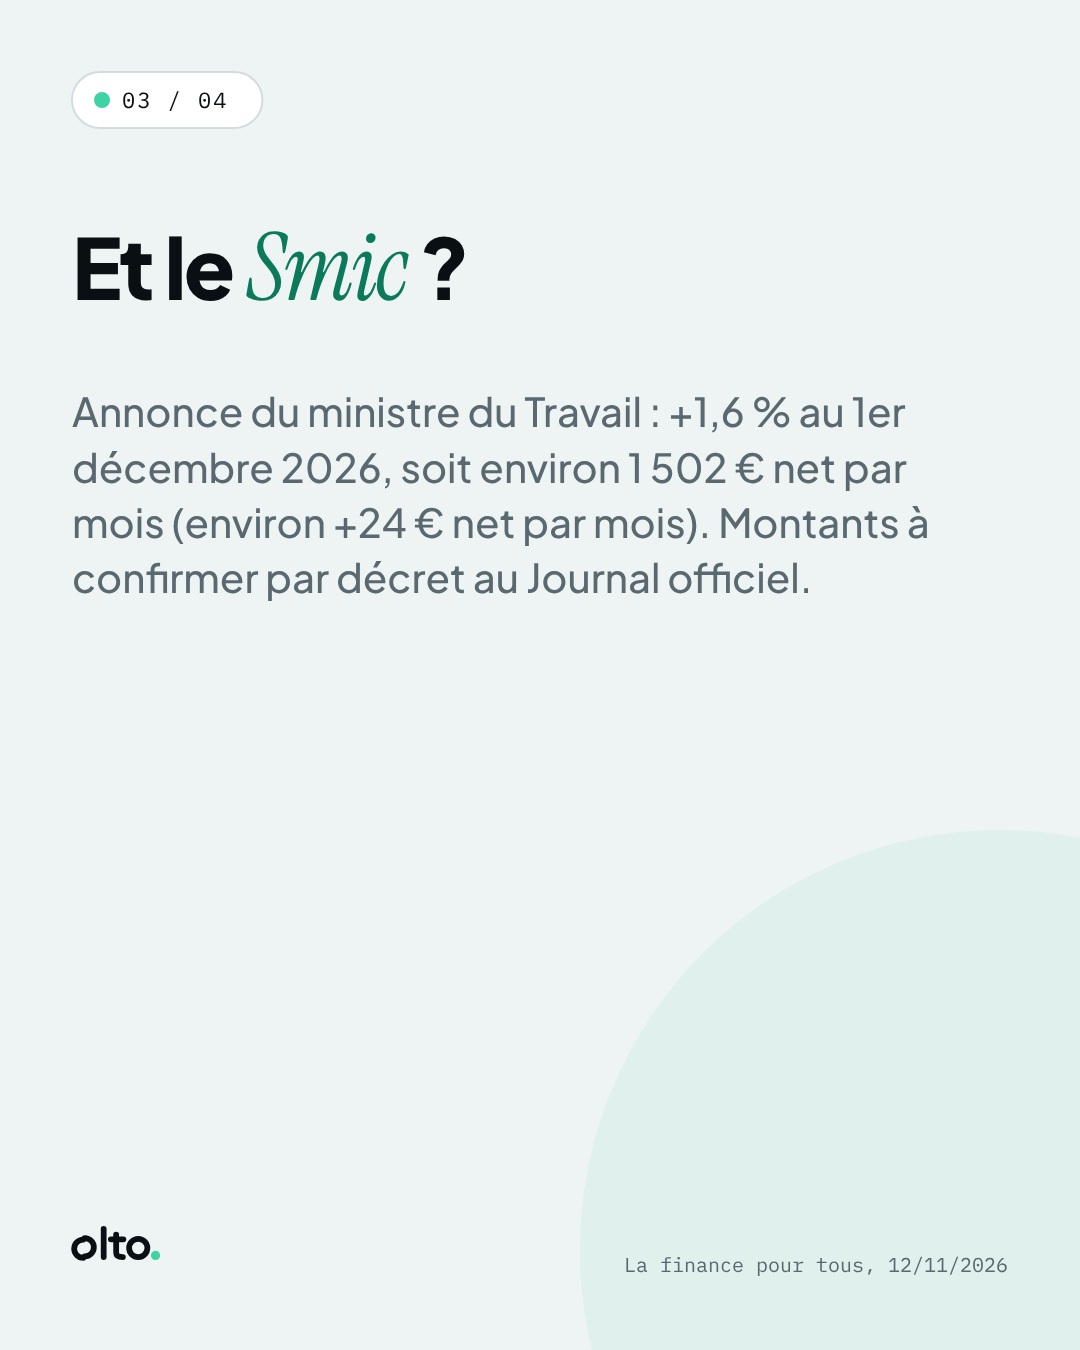 03 / 04
Et le Smic ?
Annonce du ministre du Travail : +1,6 % au 1er
décembre 2026, soit environ 1 502 € net par
mois (environ +24 € net par mois). Montants à
confirmer par décret au Journal officiel.
olto.
La finance pour tous, 12/11/2026